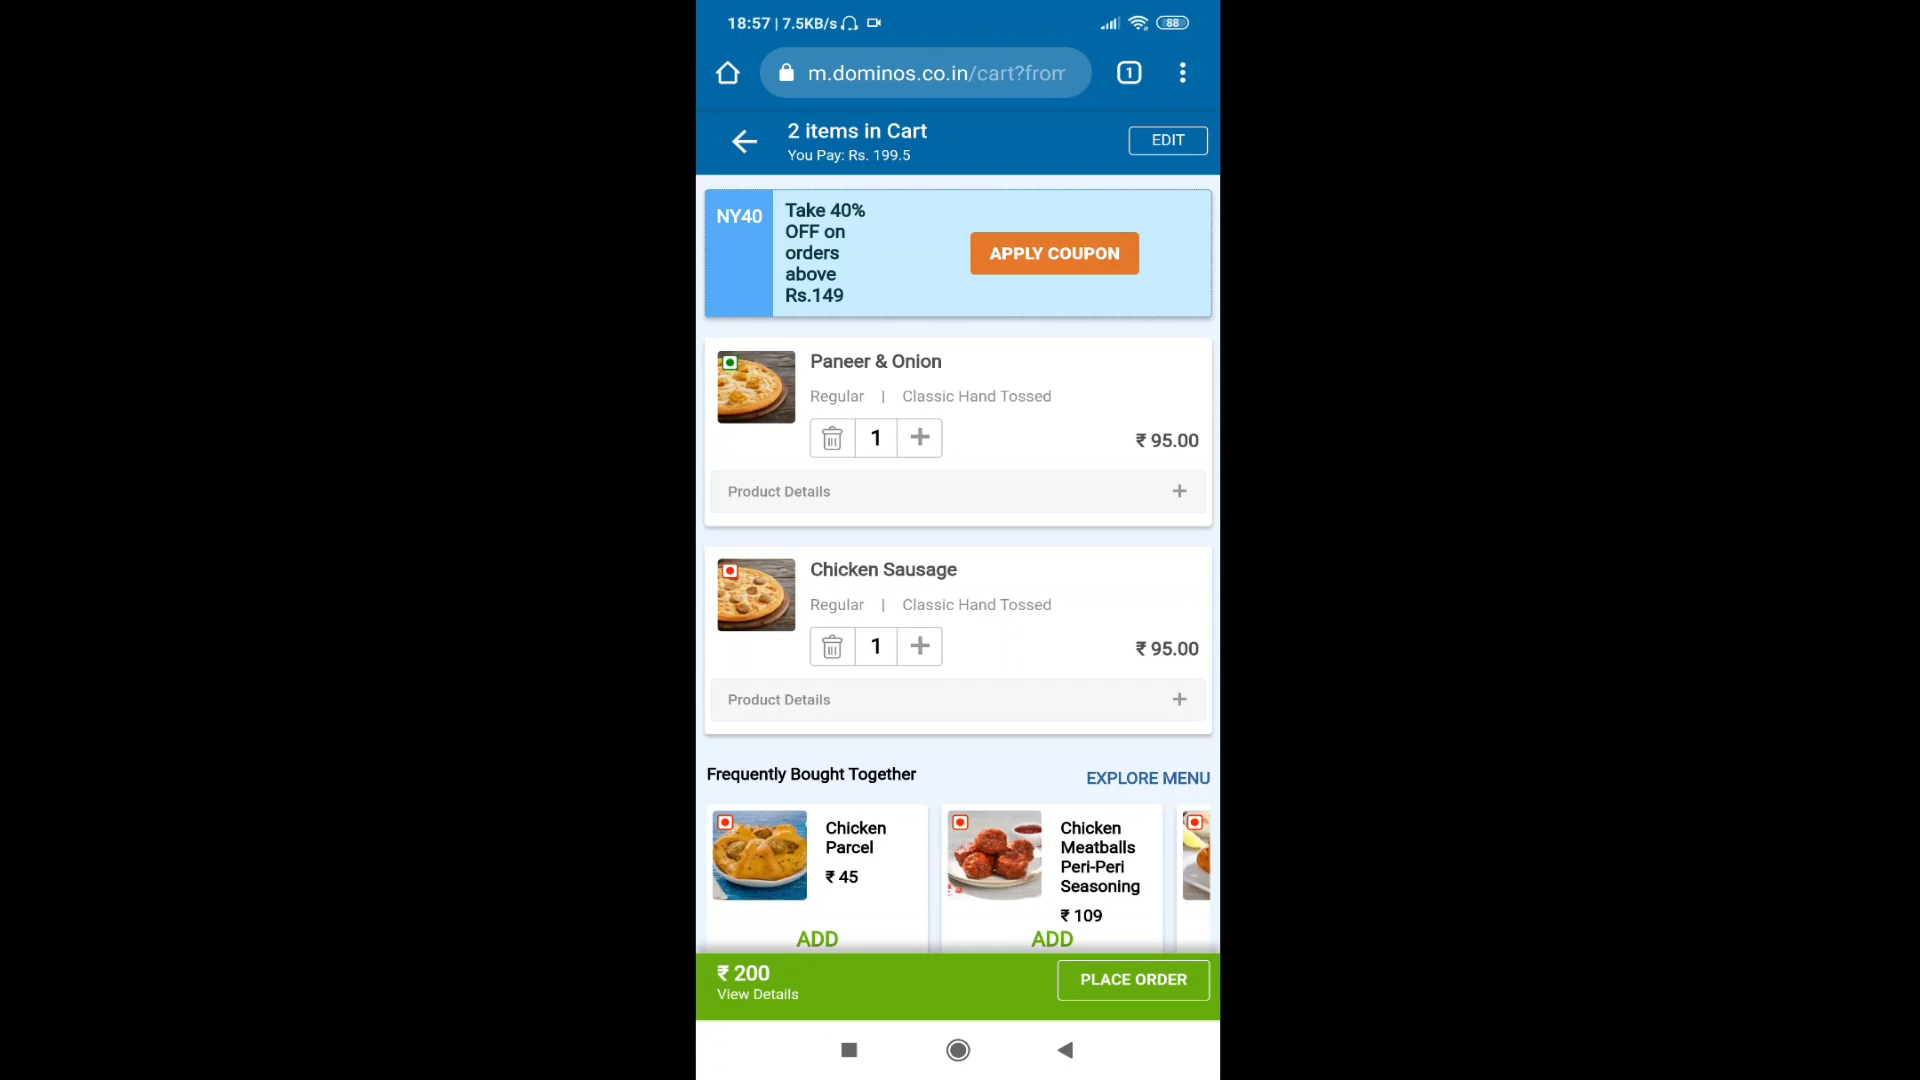 18:57 | 7.5KB/s
88
m.dominos.co.in/cart?from
1
2 items in Cart
You Pay: Rs. 199.5
EDIT
NY40
Take 40%
OFF on
orders
above
Rs.149
APPLY COUPON
Paneer & Onion
Regular | Classic Hand Tossed
1
₹ 95.00
Product Details
Chicken Sausage
Regular | Classic Hand Tossed
1
₹ 95.00
Product Details
Frequently Bought Together
EXPLORE MENU
Chicken
Parcel
₹ 45
ADD
Chicken
Meatballs
Peri-Peri
Seasoning
₹ 109
ADD
₹ 200
View Details
PLACE ORDER